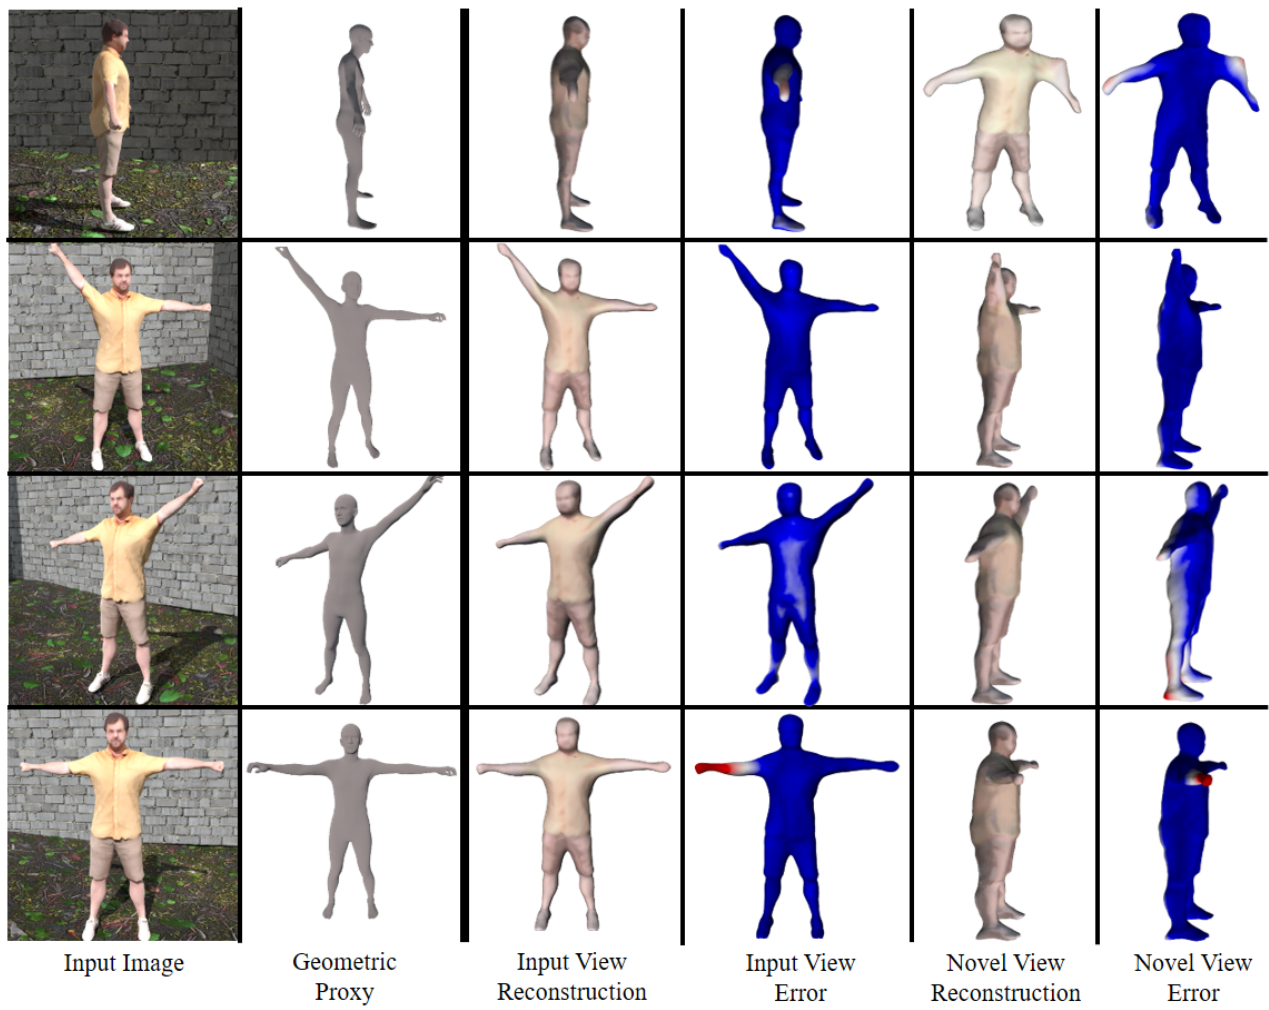 Input Image
Geometric
Proxy
Input View
Reconstruction
Input View
Error
Novel View
Reconstruction
Novel View
Error